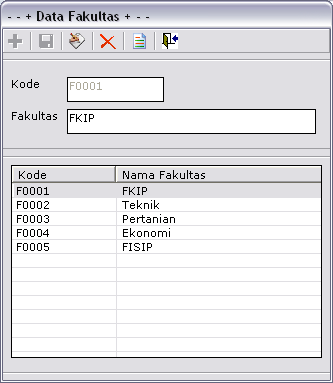 - - + Data Fakultas + - -
Kode F0001
Fakultas FKIP
Kode Nama Fakultas
F0001 FKIP
F0002 Teknik
F0003 Pertanian
F0004 Ekonomi
F0005 FISIP